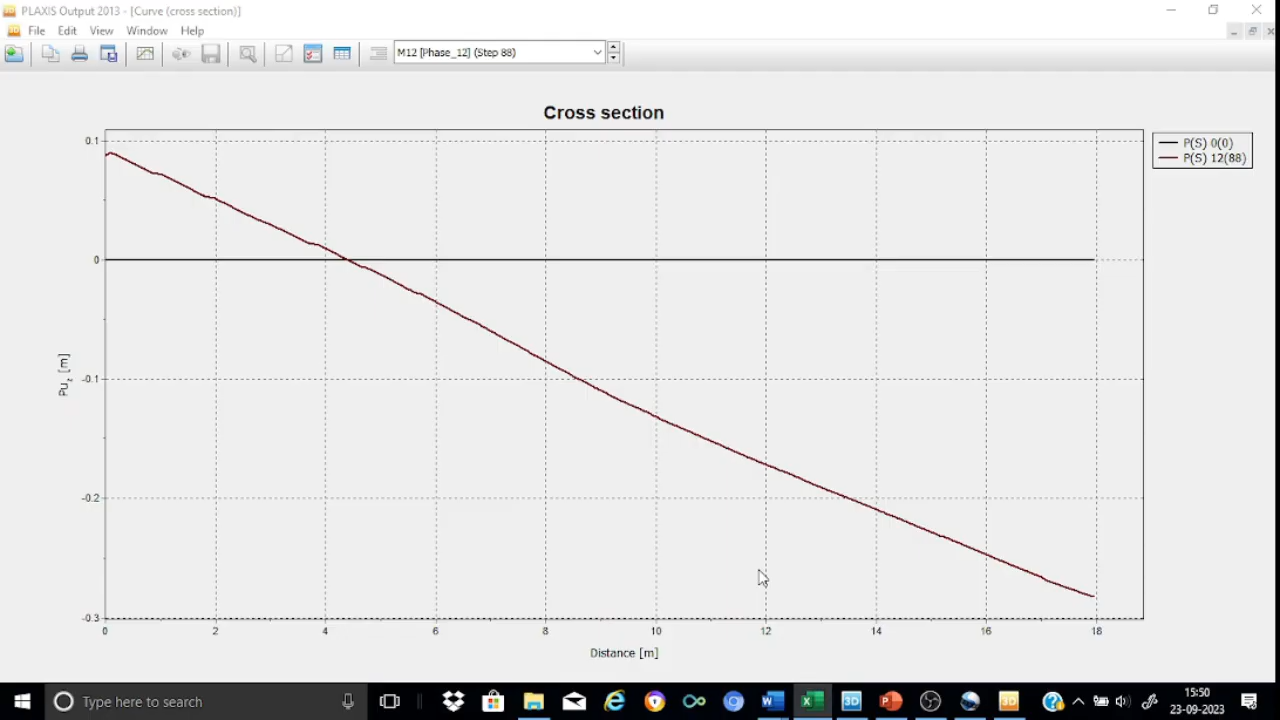 PLAXIS Output 2013 - [Curve (cross section)]
File Edit View Window Help
M12 [Phase_12] (Step 88)
Cross section
P(S) 0(0)
P(S) 12(88)
0.1
0
-0.1
-0.2
-0.3
Pu_z [m]
0 2 4 6 8 10 12 14 16 18
Distance [m]
Type here to search
15:50
23-09-2023